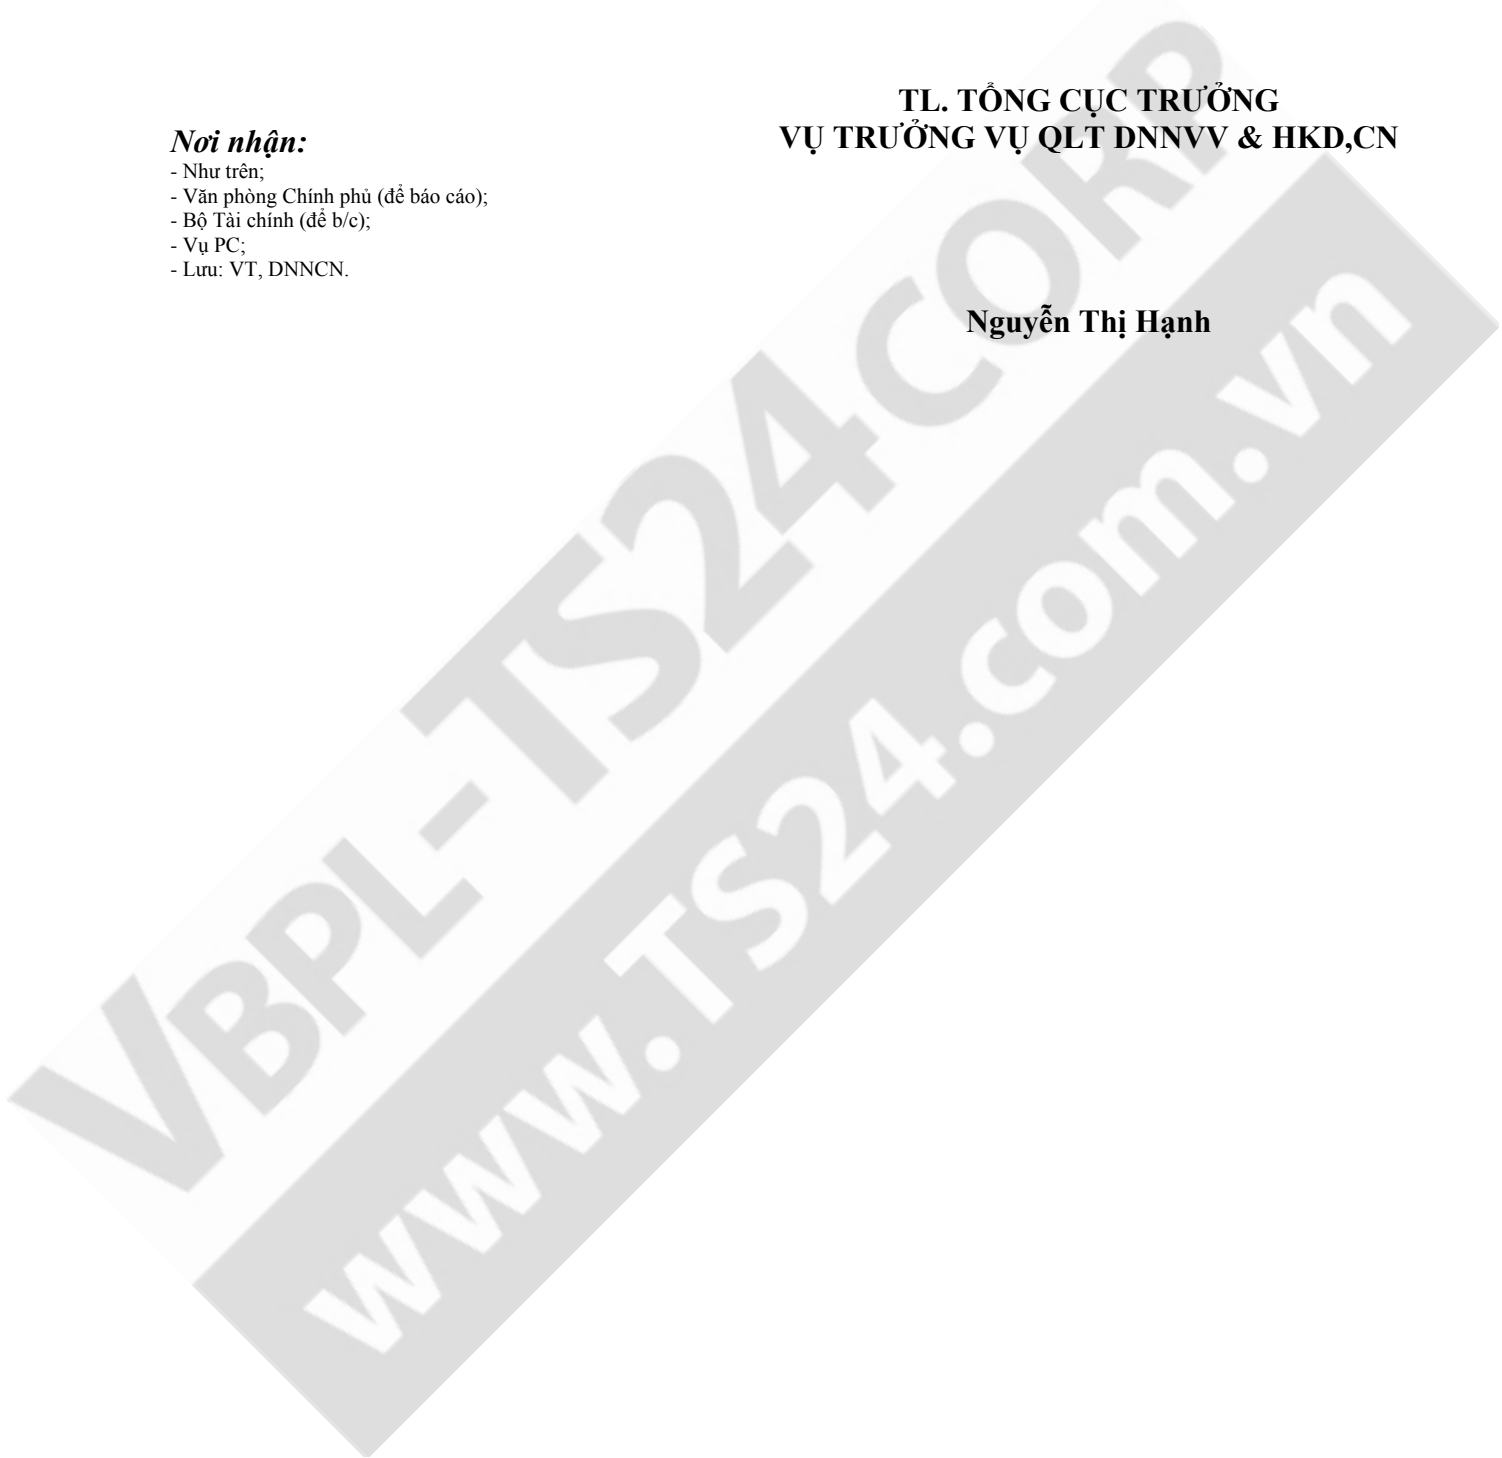 TL. TỔNG CỤC TRƯỞNG
VỤ TRƯỞNG VỤ QLT DNNVV & HKD,CN
Nơi nhận:
- Như trên;
- Văn phòng Chính phủ (để báo cáo);
- Bộ Tài chính (để b/c);
- Vụ PC;
- Lưu: VT, DNNCN.
Nguyễn Thị Hạnh
VBPL-TS24CORP
www.TS24.com.vn